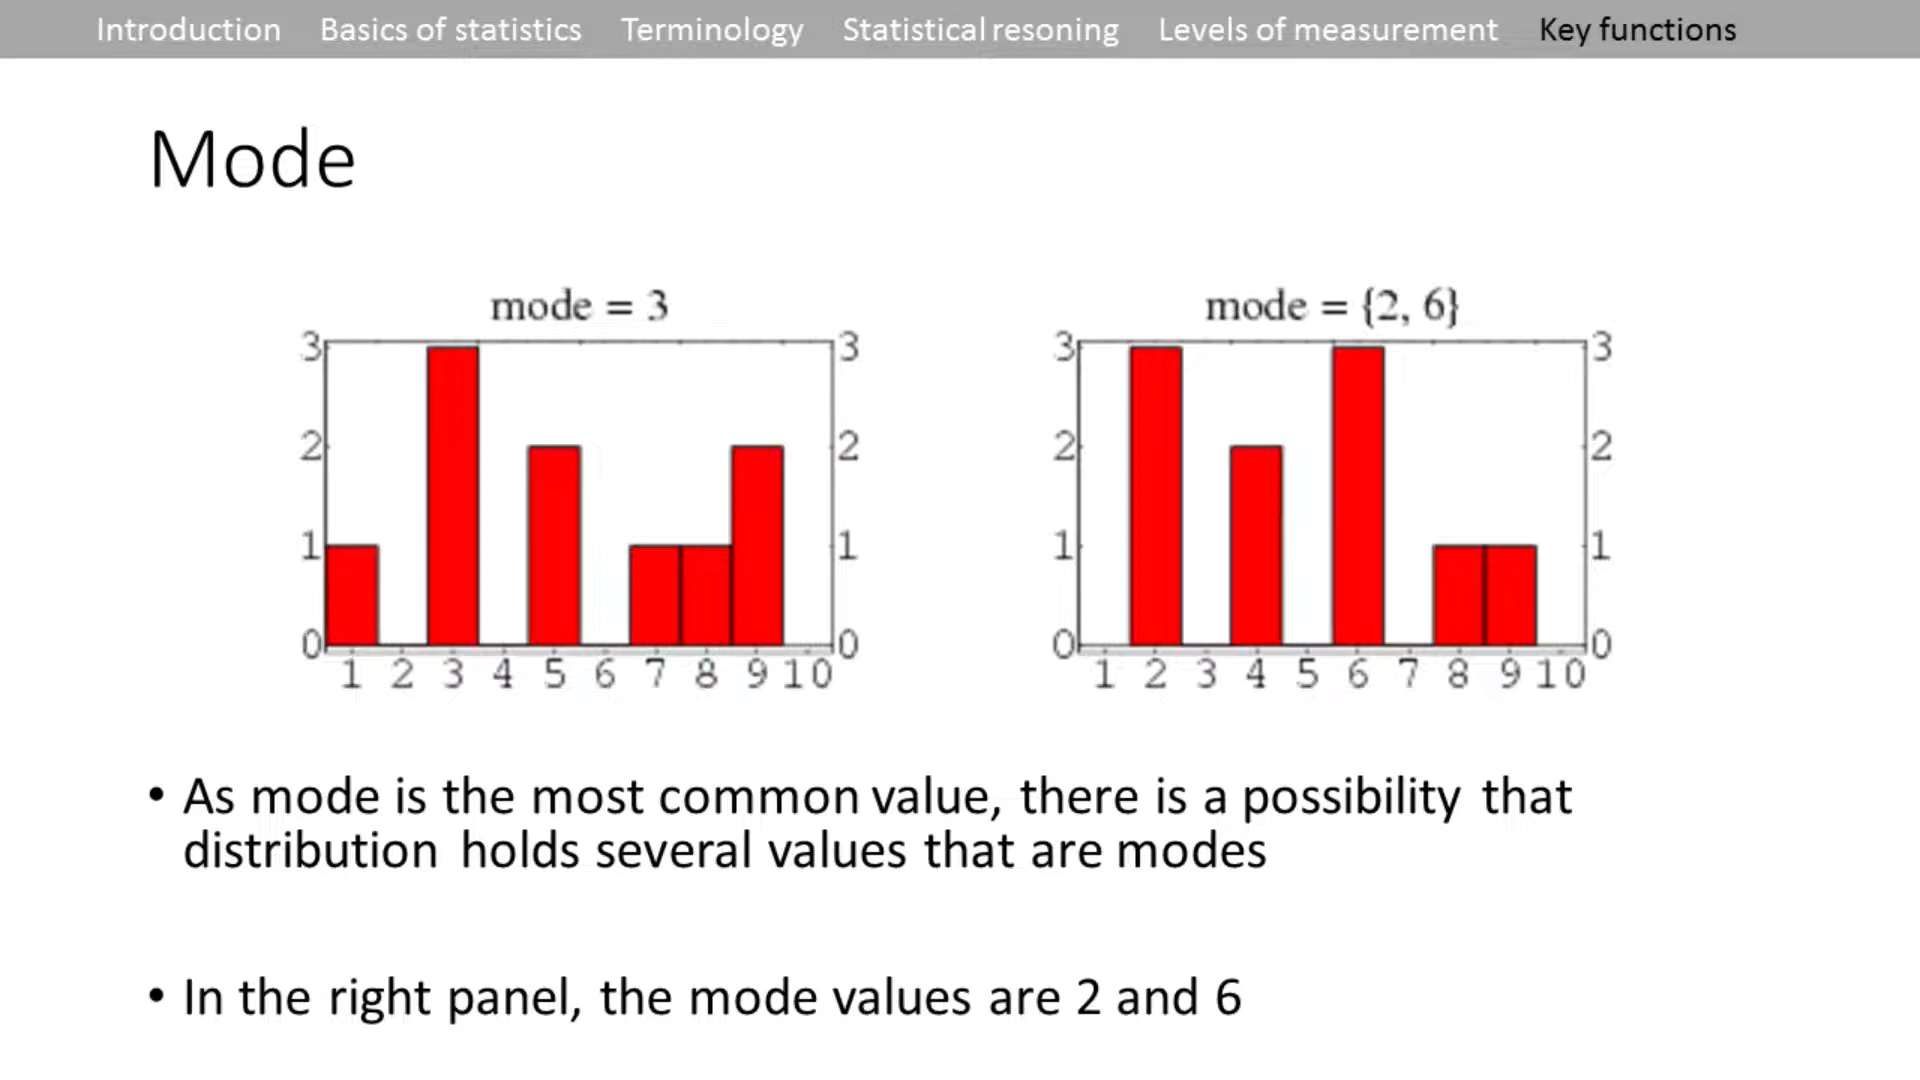 Introduction Basics of statistics Terminology Statistical resoning Levels of measurement Key functions
Mode
mode = 3
3 3
2 2
1 1
0 0
1 2 3 4 5 6 7 8 9 10
mode = {2, 6}
3 3
2 2
1 1
0 0
1 2 3 4 5 6 7 8 9 10
• As mode is the most common value, there is a possibility that
distribution holds several values that are modes
• In the right panel, the mode values are 2 and 6